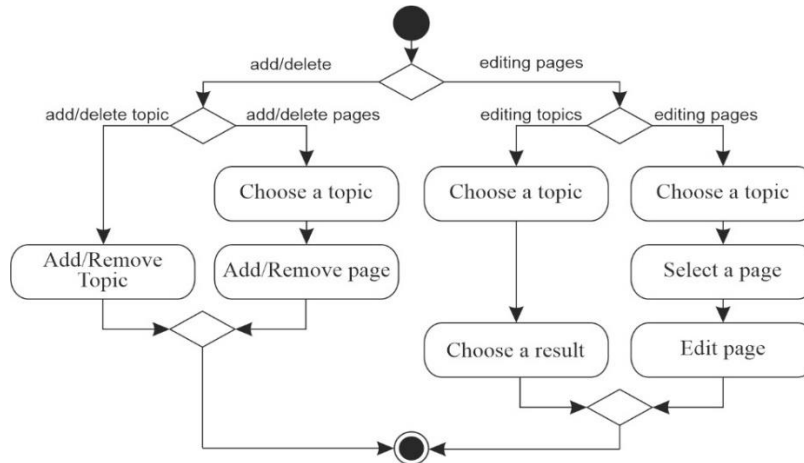 add/delete
editing pages
add/delete topic
add/delete pages
editing topics
editing pages
Choose a topic
Choose a topic
Choose a topic
Add/Remove
Topic
Add/Remove page
Select a page
Choose a result
Edit page